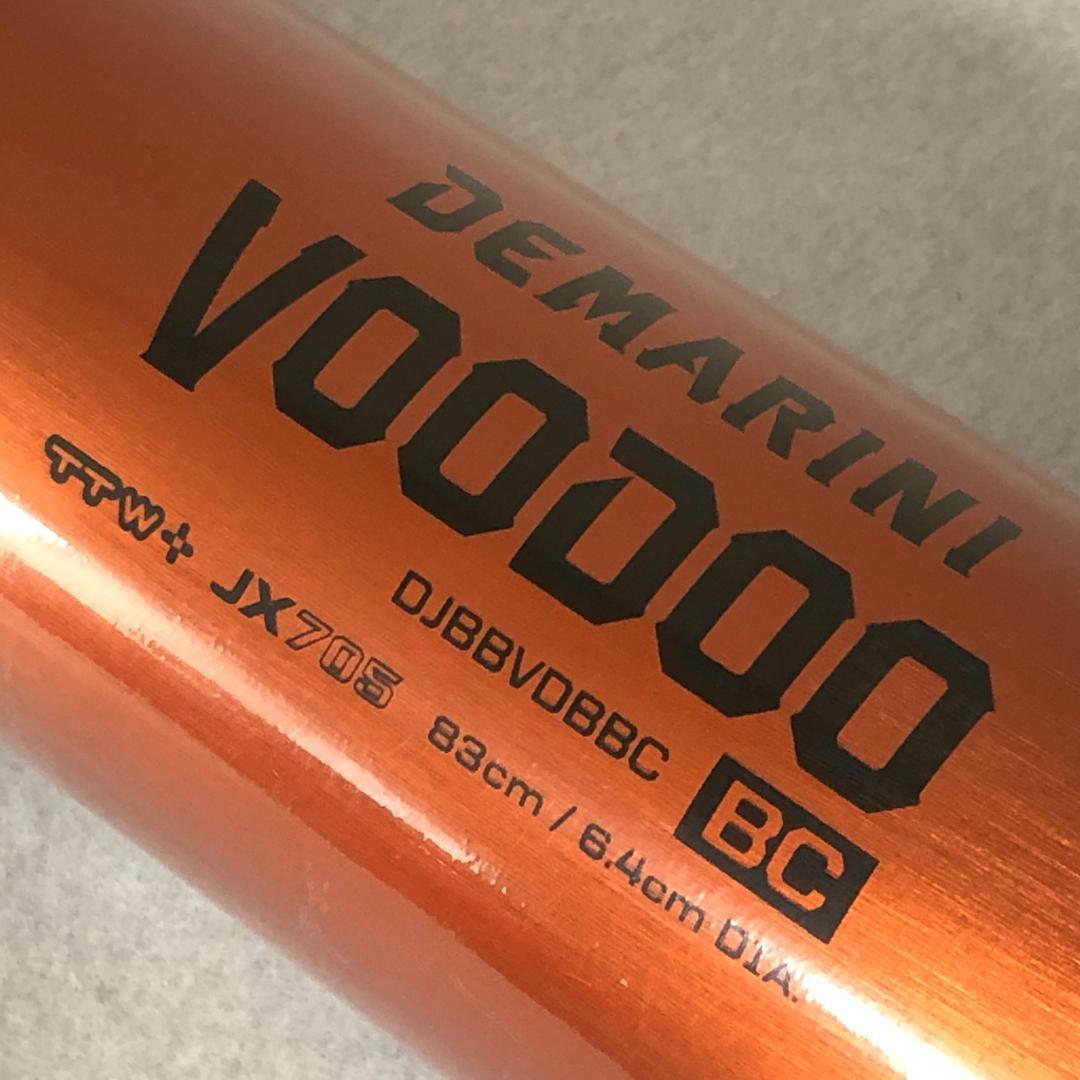 DEMARINI
VOODOO
BC
DJBBVDBBC
TTW+ JX705
83cm / 6.4cm DIA.